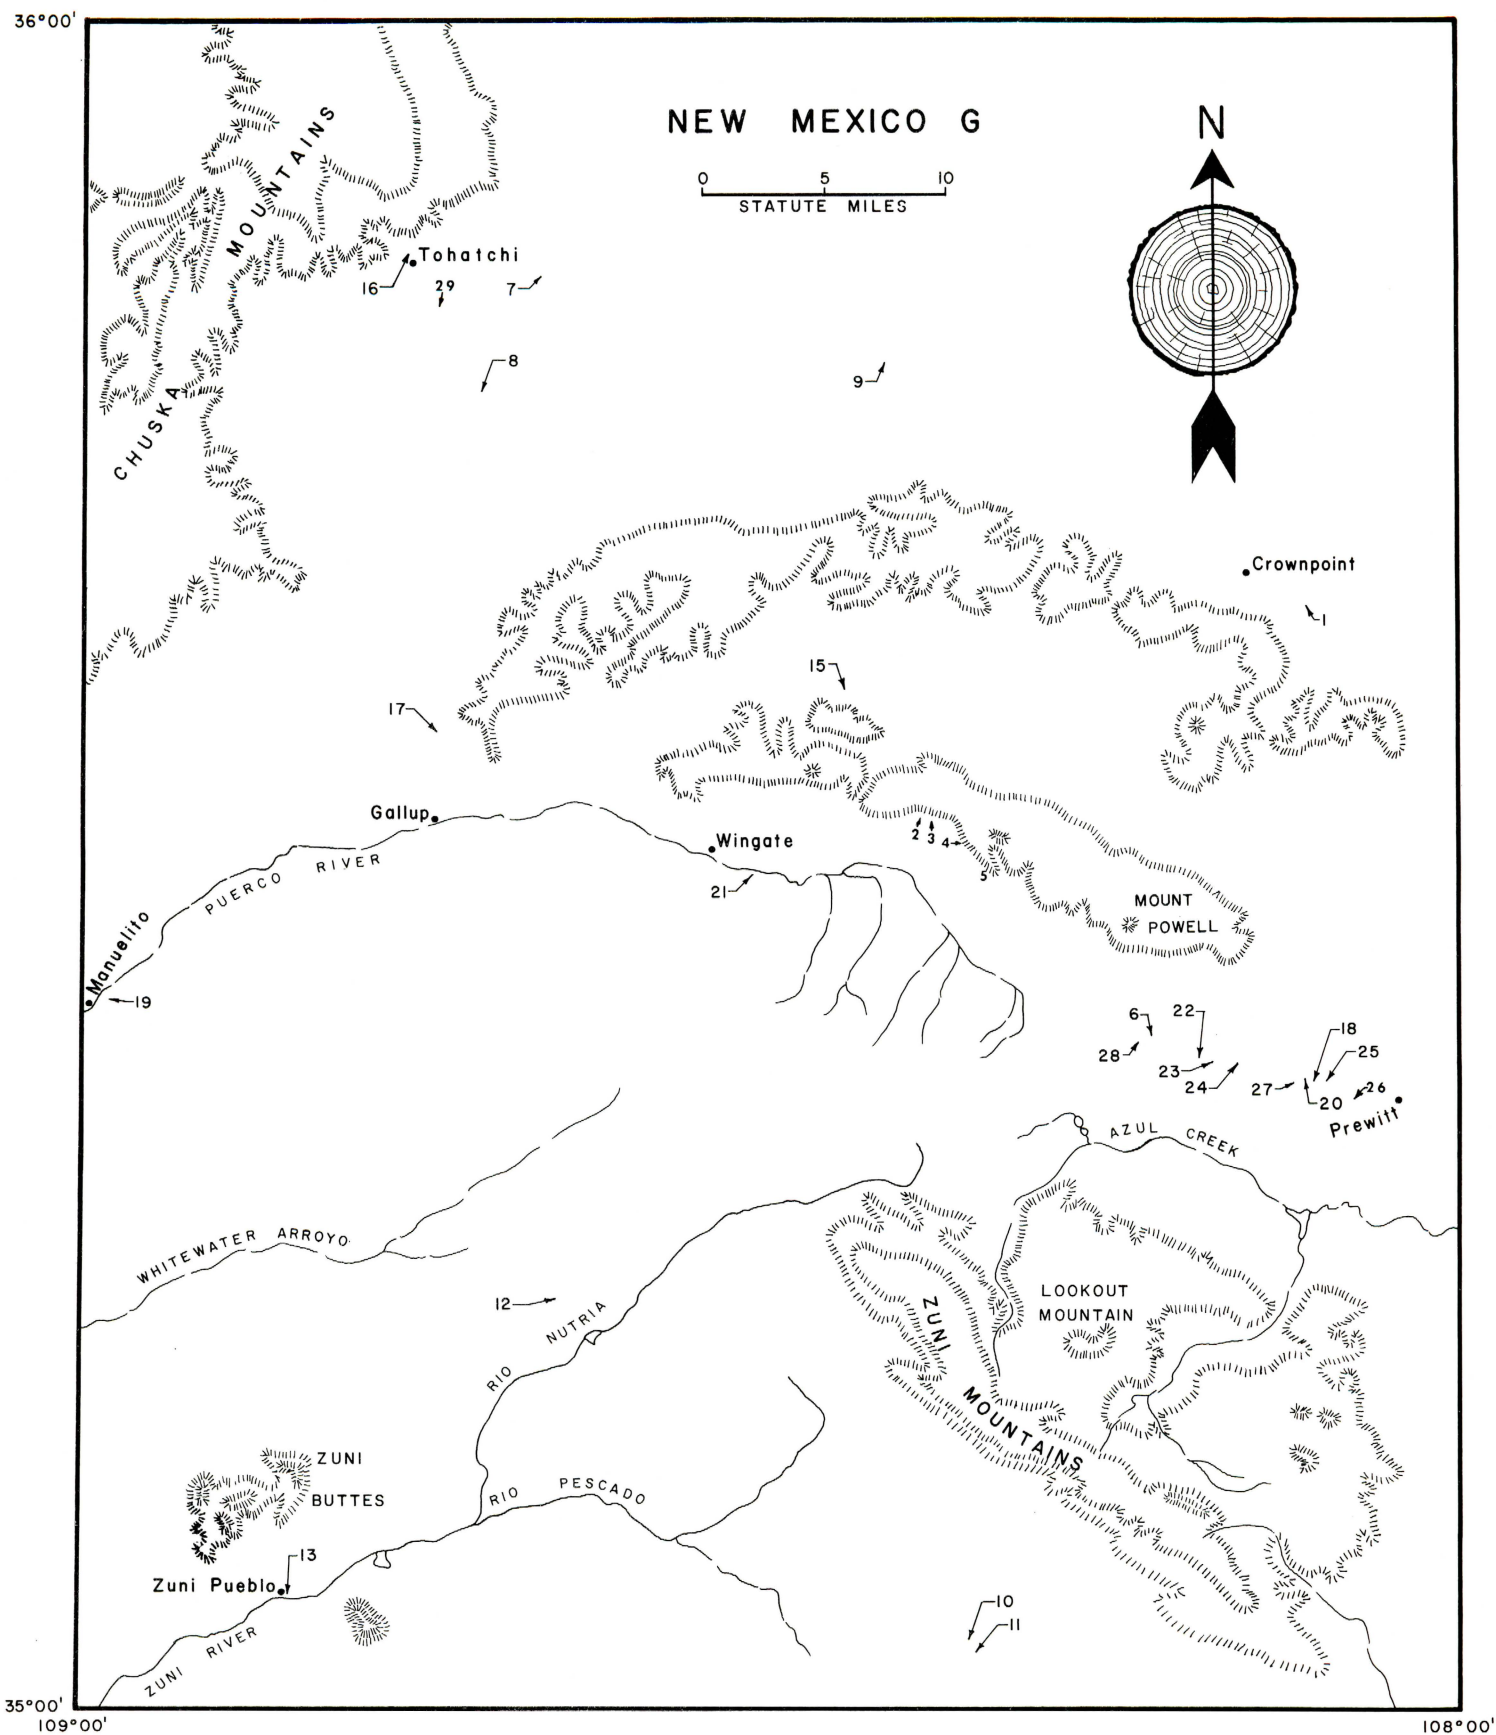 36°00'
NEW MEXICO G
N
0 5 10
STATUTE MILES
CHUSKA MOUNTAINS
Tohatchi
16
29
7
8
9
Crownpoint
1
15
17
Gallup
Wingate
2
3
4
5
21
PUERCO RIVER
MOUNT
POWELL
Manuelito
19
6
22
18
28
25
23
24
27
26
20
Prewitt
AZUL CREEK
WHITEWATER ARROYO
12
RIO NUTRIA
LOOKOUT
MOUNTAIN
ZUNI MOUNTAINS
ZUNI
BUTTES
RIO PESCADO
13
Zuni Pueblo
10
11
ZUNI RIVER
35°00'
109°00'
108°00'